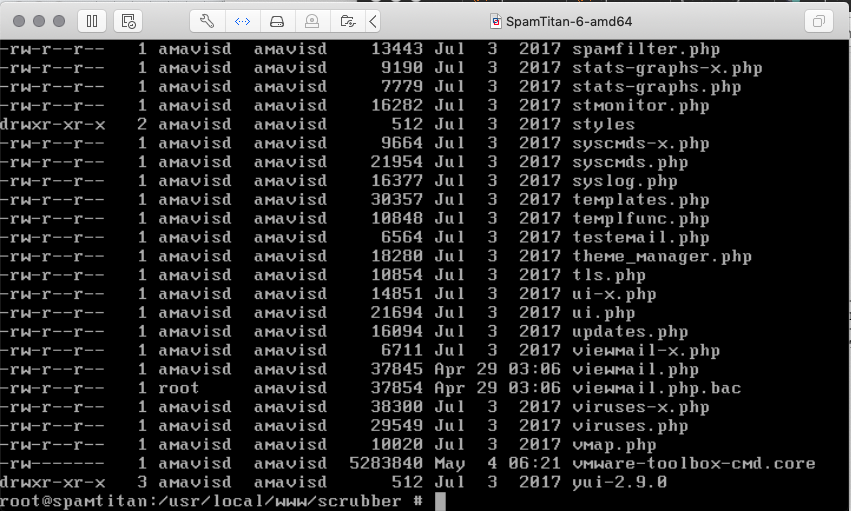 SpamTitan-6-amd64
-rw-r--r-- 1 amavisd amavisd 13443 Jul 3 2017 spamfilter.php
-rw-r--r-- 1 amavisd amavisd 9190 Jul 3 2017 stats-graphs-x.php
-rw-r--r-- 1 amavisd amavisd 7779 Jul 3 2017 stats-graphs.php
-rw-r--r-- 1 amavisd amavisd 16282 Jul 3 2017 stmonitor.php
drwxr-xr-x 2 amavisd amavisd 512 Jul 3 2017 styles
-rw-r--r-- 1 amavisd amavisd 9664 Jul 3 2017 syscmds-x.php
-rw-r--r-- 1 amavisd amavisd 21954 Jul 3 2017 syscmds.php
-rw-r--r-- 1 amavisd amavisd 16377 Jul 3 2017 syslog.php
-rw-r--r-- 1 amavisd amavisd 30357 Jul 3 2017 templates.php
-rw-r--r-- 1 amavisd amavisd 10848 Jul 3 2017 templfunc.php
-rw-r--r-- 1 amavisd amavisd 6564 Jul 3 2017 testemail.php
-rw-r--r-- 1 amavisd amavisd 18280 Jul 3 2017 theme_manager.php
-rw-r--r-- 1 amavisd amavisd 10854 Jul 3 2017 tls.php
-rw-r--r-- 1 amavisd amavisd 14851 Jul 3 2017 ui-x.php
-rw-r--r-- 1 amavisd amavisd 21694 Jul 3 2017 ui.php
-rw-r--r-- 1 amavisd amavisd 16094 Jul 3 2017 updates.php
-rw-r--r-- 1 amavisd amavisd 6711 Jul 3 2017 viewmail-x.php
-rw-r--r-- 1 amavisd amavisd 37845 Apr 29 03:06 viewmail.php
-rw-r--r-- 1 root amavisd 37854 Apr 29 03:06 viewmail.php.bac
-rw-r--r-- 1 amavisd amavisd 38300 Jul 3 2017 viruses-x.php
-rw-r--r-- 1 amavisd amavisd 29549 Jul 3 2017 viruses.php
-rw-r--r-- 1 amavisd amavisd 10020 Jul 3 2017 vmap.php
-rw------- 1 amavisd amavisd 5283840 May 4 06:21 vmware-toolbox-cmd.core
drwxr-xr-x 3 amavisd amavisd 512 Jul 3 2017 yui-2.9.0
root@spamtitan:/usr/local/www/scrubber #